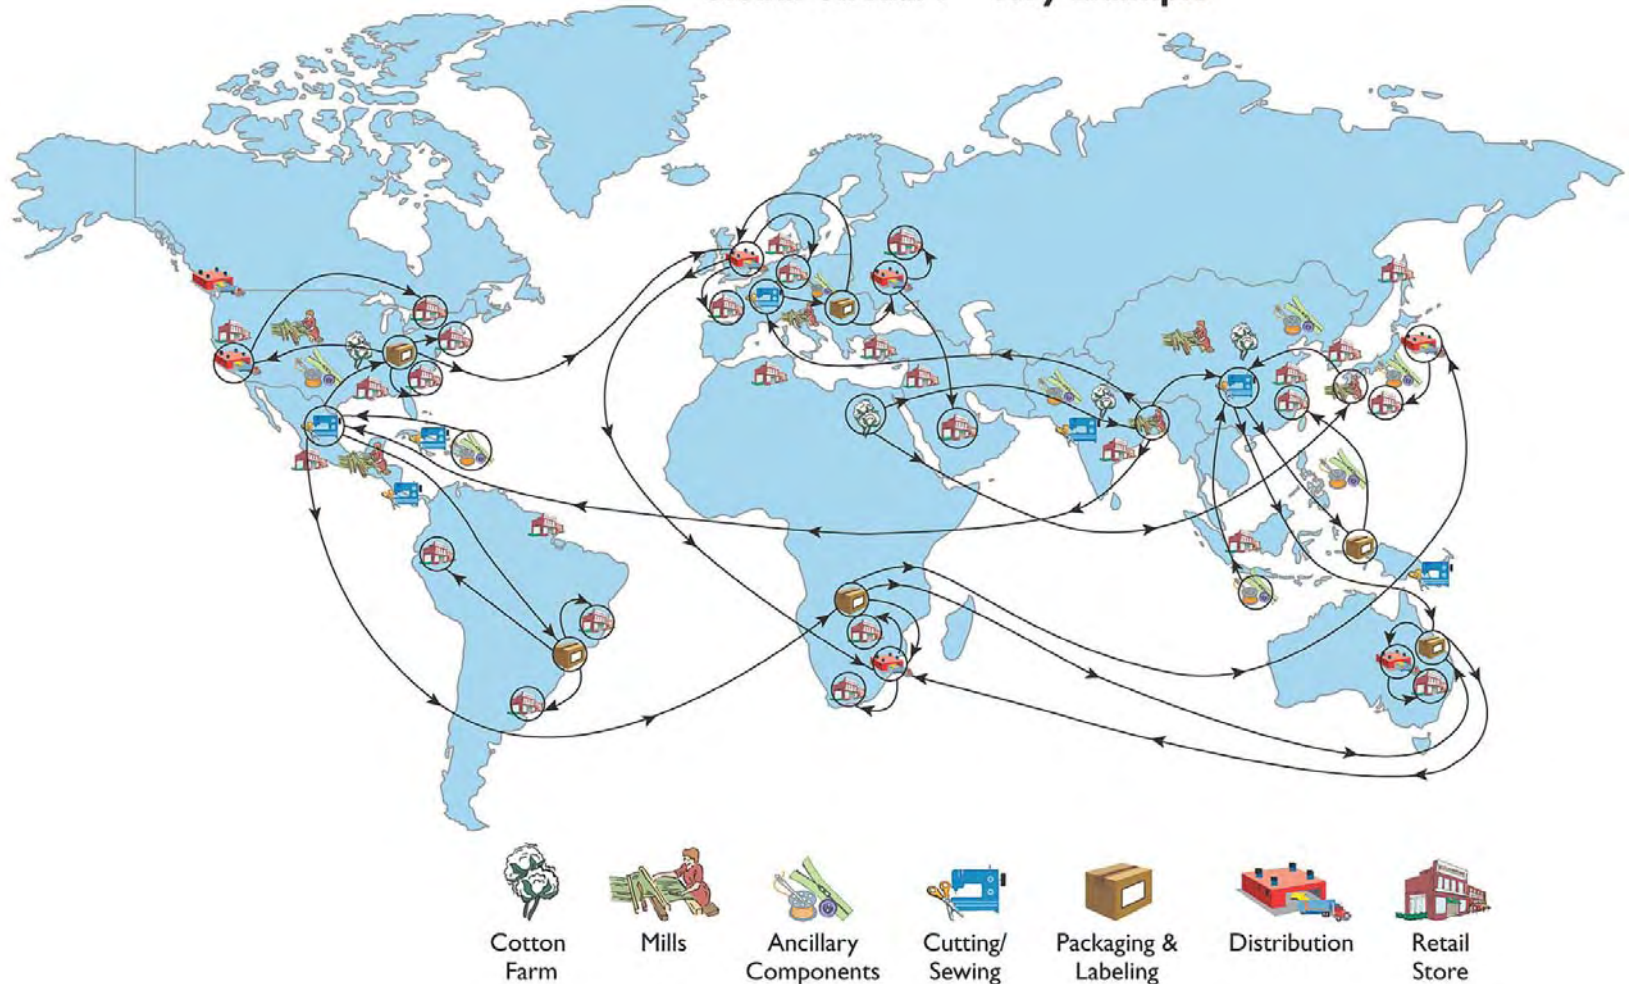 Cotton
Farm
Mills
Ancillary
Components
Cutting/
Sewing
Packaging &
Labeling
Distribution
Retail
Store